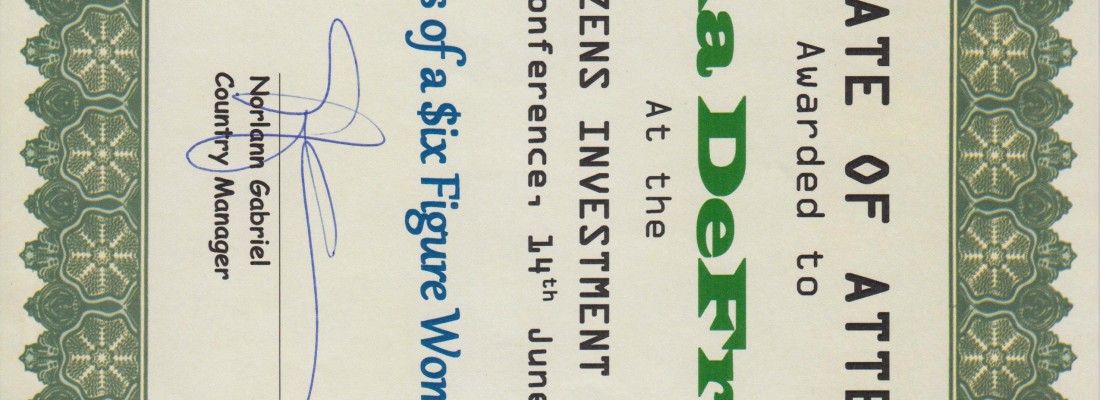 ATE OF ATTE
Awarded to
a DeFr
At the
ZENS INVESTMENT
onference, 14th June
s of a $ix Figure Wom
Norlann Gabriel
Country Manager